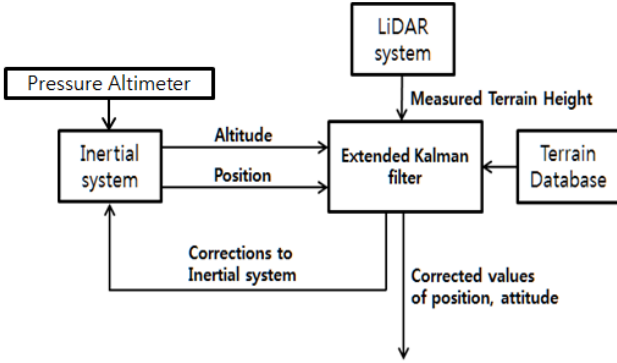 LiDAR
system
Pressure Altimeter
Measured Terrain Height
Altitude
Inertial
system
Position
Extended Kalman
filter
Terrain
Database
Corrections to
Inertial system
Corrected values
of position, attitude